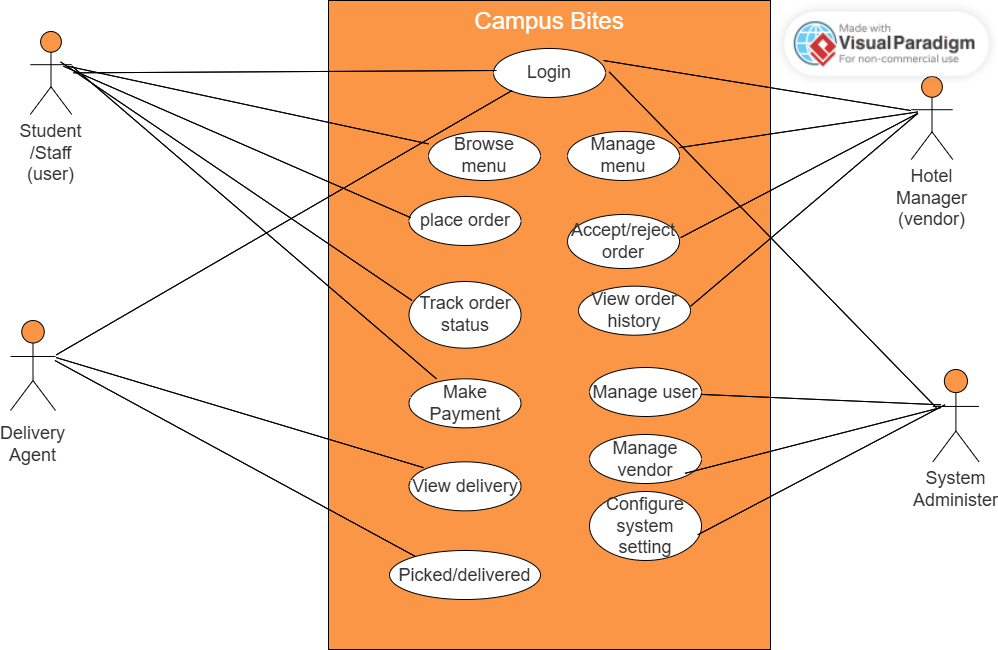 Campus Bites
Made with
Visual Paradigm
For non-commercial use
Login
Student
/Staff
(user)
Browse
menu
Manage
menu
Hotel
Manager
(vendor)
place order
Accept/reject
order
Track order
status
View order
history
Delivery
Agent
Make
Payment
Manage user
View delivery
Manage
vendor
System
Administer
Configure
system
setting
Picked/delivered